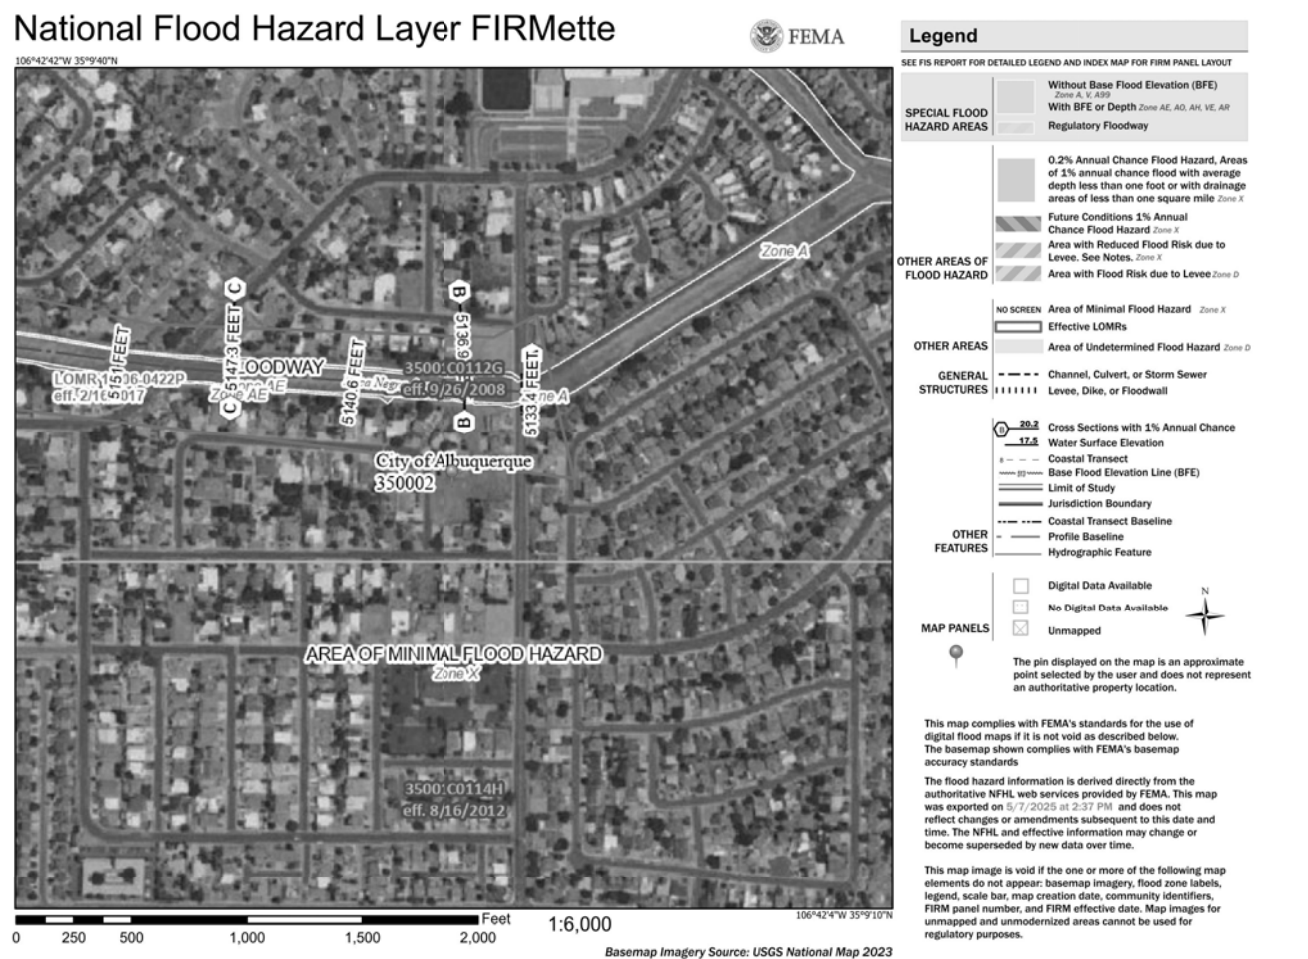 National Flood Hazard Layer FIRMette
FEMA
106°42'42"W 35°9'40"N
Zone A
C
B
5151 FEET
5147.3 FEET
FLOODWAY
5140.6 FEET
5136.9
35001C0112G
eff. 9/26/2008
5133.4 FEET
Zone A
LOMR
06-0422P
eff. 2/16/2017
Zone AE
Zone AE
C
B
City of Albuquerque
350002
AREA OF MINIMAL FLOOD HAZARD
Zone X
35001C0114H
eff. 8/16/2012
Feet
0 250 500 1,000 1,500 2,000
1:6,000
106°42'4"W 35°9'10"N
Basemap Imagery Source: USGS National Map 2023
Legend
SEE FIS REPORT FOR DETAILED LEGEND AND INDEX MAP FOR FIRM PANEL LAYOUT
SPECIAL FLOOD
HAZARD AREAS
Without Base Flood Elevation (BFE)
Zone A, V, A99
With BFE or Depth Zone AE, AO, AH, VE, AR
Regulatory Floodway
OTHER AREAS OF
FLOOD HAZARD
0.2% Annual Chance Flood Hazard, Areas
of 1% annual chance flood with average
depth less than one foot or with drainage
areas of less than one square mile Zone X
Future Conditions 1% Annual
Chance Flood Hazard Zone X
Area with Reduced Flood Risk due to
Levee. See Notes. Zone X
Area with Flood Risk due to Levee Zone D
OTHER AREAS
NO SCREEN Area of Minimal Flood Hazard Zone X
Effective LOMRs
Area of Undetermined Flood Hazard Zone D
GENERAL
STRUCTURES
Channel, Culvert, or Storm Sewer
Levee, Dike, or Floodwall
OTHER
FEATURES
B 20.2 Cross Sections with 1% Annual Chance
17.5 Water Surface Elevation
8 Coastal Transect
513 Base Flood Elevation Line (BFE)
Limit of Study
Jurisdiction Boundary
Coastal Transect Baseline
Profile Baseline
Hydrographic Feature
MAP PANELS
Digital Data Available
No Digital Data Available
Unmapped
N
The pin displayed on the map is an approximate
point selected by the user and does not represent
an authoritative property location.
This map complies with FEMA's standards for the use of
digital flood maps if it is not void as described below.
The basemap shown complies with FEMA's basemap
accuracy standards
The flood hazard information is derived directly from the
authoritative NFHL web services provided by FEMA. This map
was exported on 5/7/2025 at 2:37 PM and does not
reflect changes or amendments subsequent to this date and
time. The NFHL and effective information may change or
become superseded by new data over time.
This map image is void if the one or more of the following map
elements do not appear: basemap imagery, flood zone labels,
legend, scale bar, map creation date, community identifiers,
FIRM panel number, and FIRM effective date. Map images for
unmapped and unmodernized areas cannot be used for
regulatory purposes.